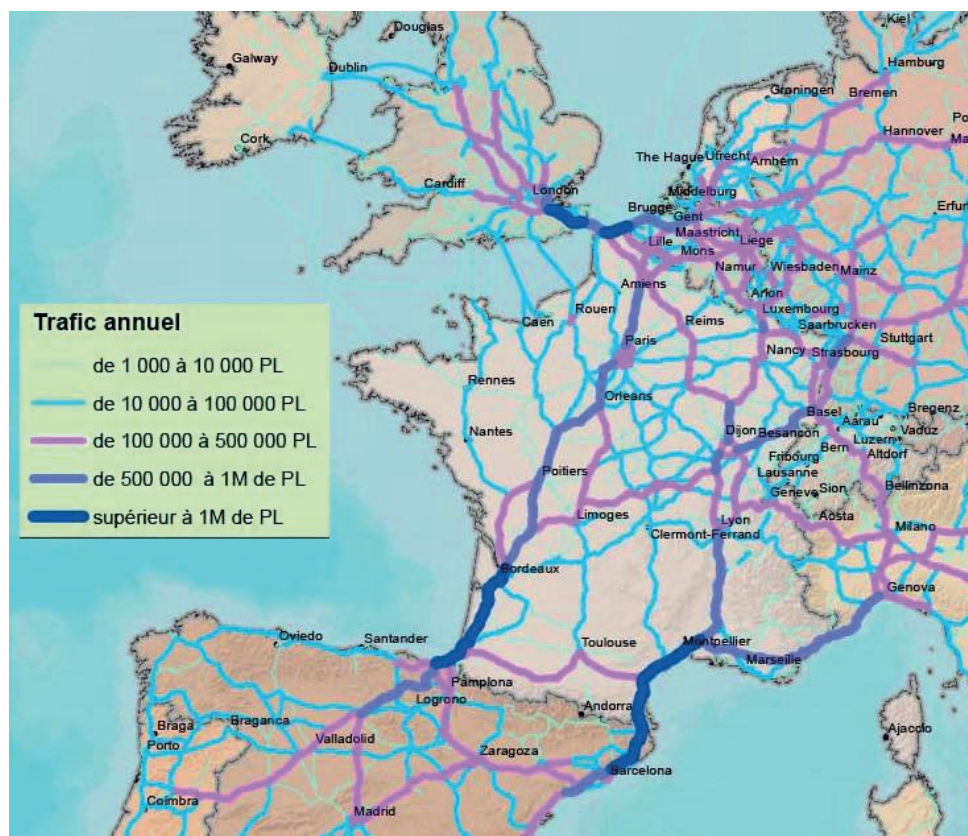 Kiel
Douglas
Galway
Dublin
Hamburg
Groningen
Bremen
Hannover
Cork
The Hague
Utrecht
Arnhem
Cardiff
London
Middelburg
Brugge
Gent
Erfurt
Maastricht
Lille
Liege
Mons
Namur
Wiesbaden
Mainz
Amiens
Arlon
Rouen
Luxembourg
Caen
Reims
Saarbrucken
Paris
Nancy
Strasbourg
Stuttgart
Trafic annuel
de 1 000 à 10 000 PL
de 10 000 à 100 000 PL
de 100 000 à 500 000 PL
de 500 000 à 1M de PL
supérieur à 1M de PL
Rennes
Orleans
Nantes
Basel
Bregenz
Dijon
Besancon
Aarau
Vaduz
Bern
Luzern
Fribourg
Altdorf
Poitiers
Lausanne
Bellinzona
Geneve
Sion
Limoges
Lyon
Aosta
Clermont-Ferrand
Milano
Bordeaux
Genova
Oviedo
Santander
Toulouse
Montpellier
Marseille
Pamplona
Logrono
Andorra
Ajaccio
Braga
Braganca
Porto
Valladolid
Zaragoza
Barcelona
Coimbra
Madrid